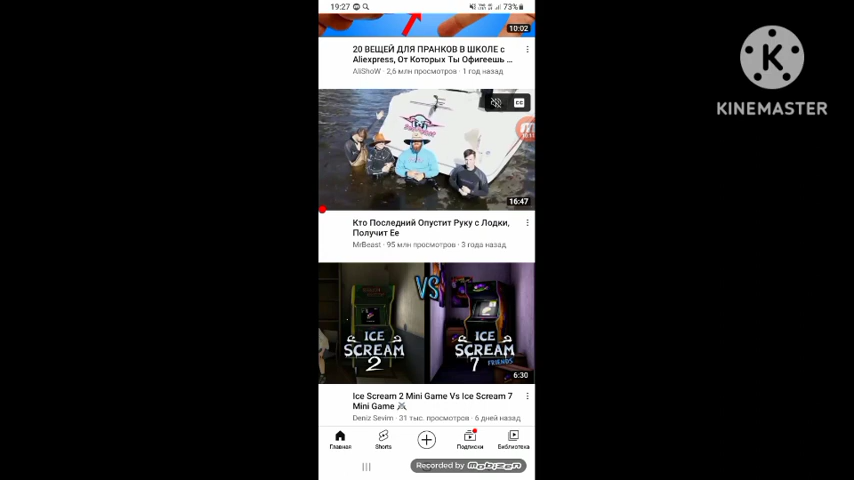 19:27
73%
10:02
20 ВЕЩЕЙ ДЛЯ ПРАНКОВ В ШКОЛЕ с
Aliexpress, От Которых Ты Офигеешь ...
AliShoW · 2,6 млн просмотров · 1 год назад
CC
16:47
Кто Последний Опустит Руку с Лодки,
Получит Ее
MrBeast · 95 млн просмотров · 3 года назад
VS
ICE
SCREAM
2
ICE
SCREAM
7 FRIENDS
6:30
Ice Scream 2 Mini Game Vs Ice Scream 7
Mini Game
Deniz Sevim · 31 тыс. просмотров · 6 дней назад
Главная
Shorts
Подписки
Библиотека
Recorded by mobizen
K
KINEMASTER